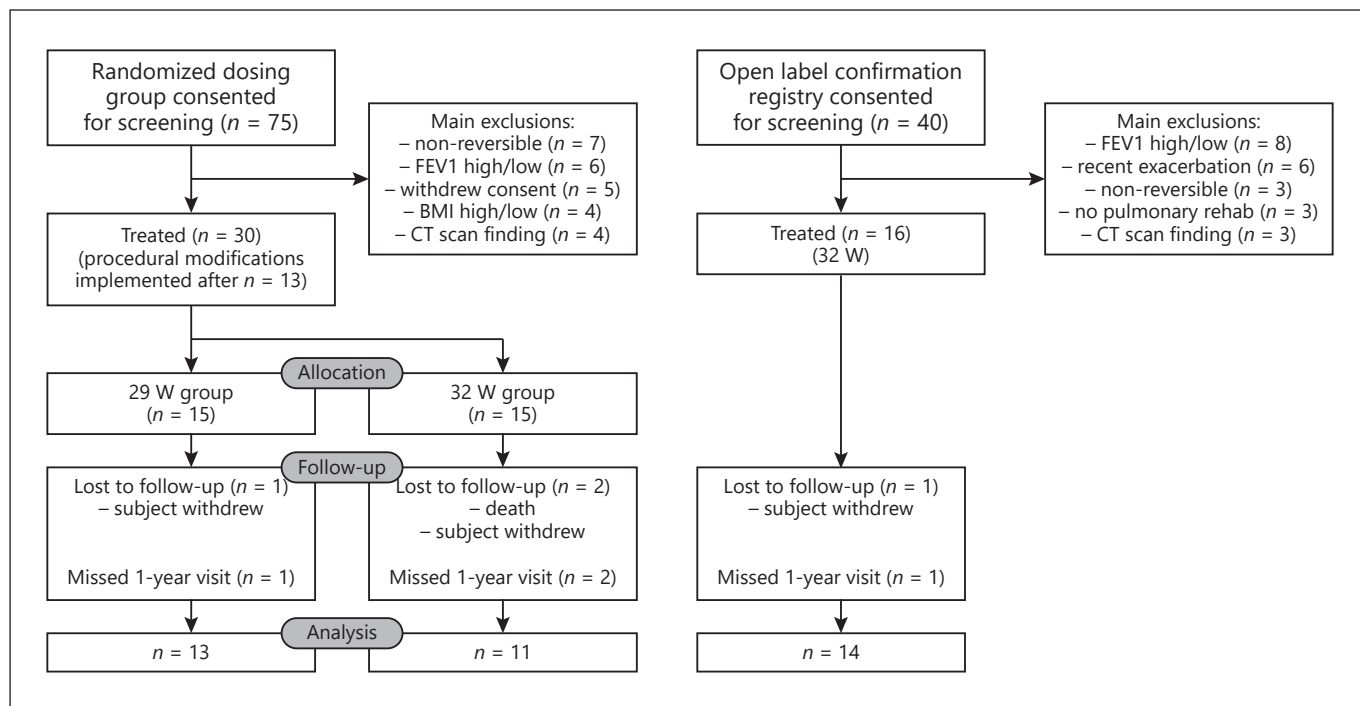 Randomized dosing
group consented
for screening (n = 75)
Main exclusions:
– non-reversible (n = 7)
– FEV1 high/low (n = 6)
– withdrew consent (n = 5)
– BMI high/low (n = 4)
– CT scan finding (n = 4)
Treated (n = 30)
(procedural modifications
implemented after n = 13)
Allocation
29 W group
(n = 15)
32 W group
(n = 15)
Follow-up
Lost to follow-up (n = 1)
– subject withdrew
Missed 1-year visit (n = 1)
Lost to follow-up (n = 2)
– death
– subject withdrew
Missed 1-year visit (n = 2)
Analysis
n = 13
n = 11
Open label confirmation
registry consented
for screening (n = 40)
Main exclusions:
– FEV1 high/low (n = 8)
– recent exacerbation (n = 6)
– non-reversible (n = 3)
– no pulmonary rehab (n = 3)
– CT scan finding (n = 3)
Treated (n = 16)
(32 W)
Lost to follow-up (n = 1)
– subject withdrew
Missed 1-year visit (n = 1)
n = 14